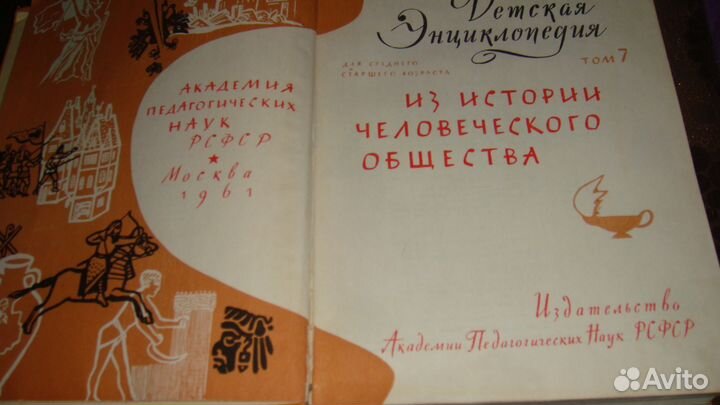 АКАДЕМИЯ
ПЕДАГОГИЧЕСКИХ
НАУК
РСФСР
Москва
1961
Детская
Энциклопедия
ДЛЯ СРЕДНЕГО
И
СТАРШЕГО ВОЗРАСТА
ТОМ 7
ИЗ ИСТОРИИ
ЧЕЛОВЕЧЕСКОГО
ОБЩЕСТВА
Издательство
Академии Педагогических Наук РСФСР
Avito